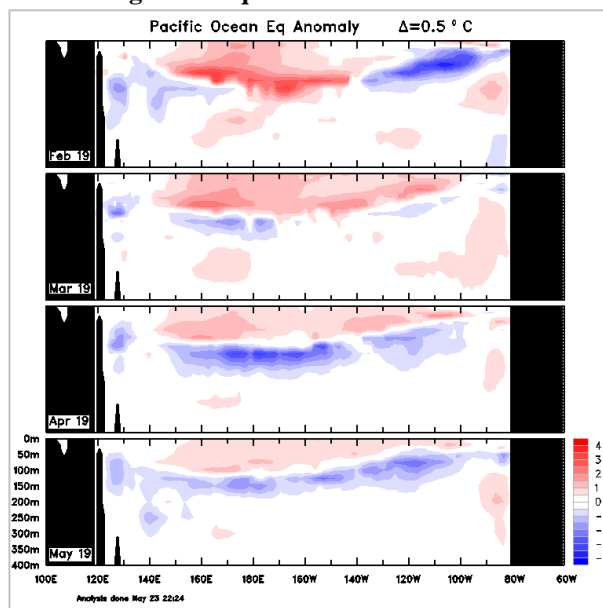 Pacific Ocean Eq Anomaly Δ=0.5 °C
Feb 19
Mar 19
Apr 19
May 19
0m
50m
100m
150m
200m
250m
300m
350m
400m
4
3
2
1
0
100E 120E 140E 160E 180E 160W 140W 120W 100W 80W 60W
Analysis done May 23 22:24